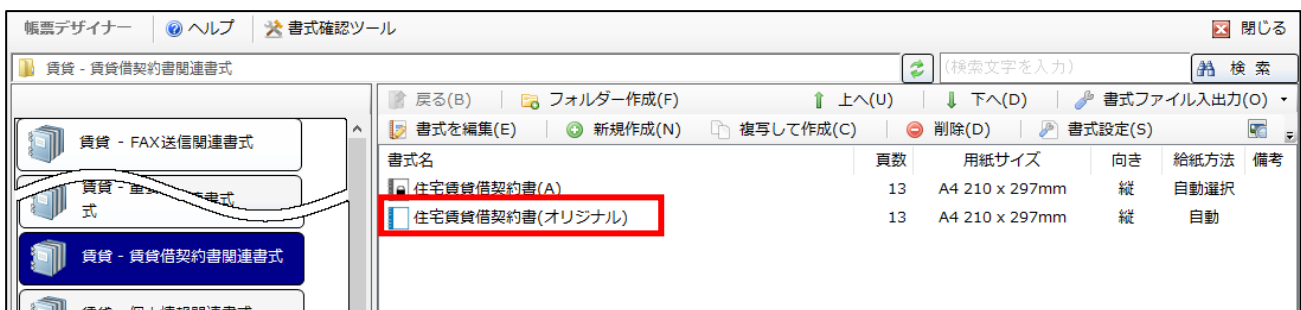 帳票デザイナー ヘルプ 書式確認ツール 閉じる
賃貸 - 賃貸借契約書関連書式 (検索文字を入力) 検 索
戻る(B) フォルダー作成(F) 上へ(U) 下へ(D) 書式ファイル入出力(O)
書式を編集(E) 新規作成(N) 複写して作成(C) 削除(D) 書式設定(S)
賃貸 - FAX送信関連書式
賃貸 - 重要
式
賃貸 - 賃貸借契約書関連書式
書式名 頁数 用紙サイズ 向き 給紙方法 備考
住宅賃貸借契約書(A) 13 A4 210 x 297mm 縦 自動選択
住宅賃貸借契約書(オリジナル) 13 A4 210 x 297mm 縦 自動